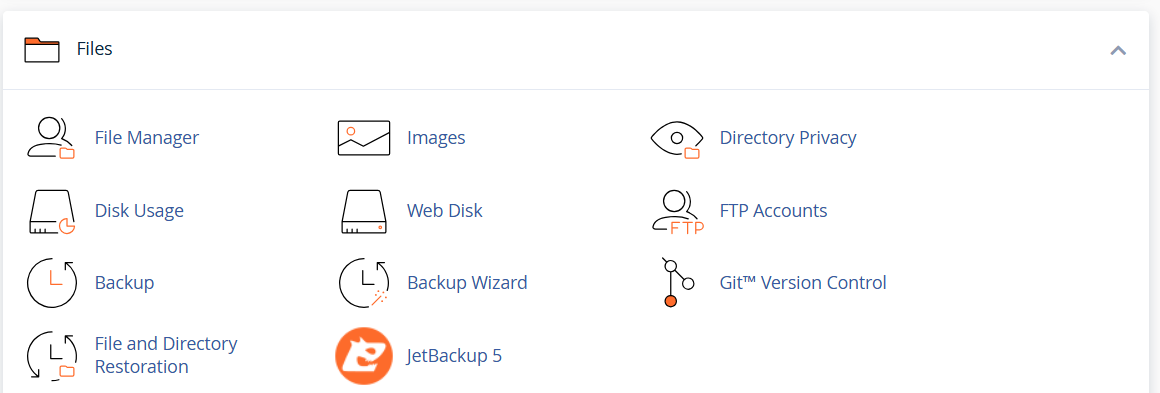 Files
File Manager
Images
Directory Privacy
Disk Usage
Web Disk
FTP Accounts
FTP
Backup
Backup Wizard
Git™ Version Control
File and Directory
Restoration
JetBackup 5